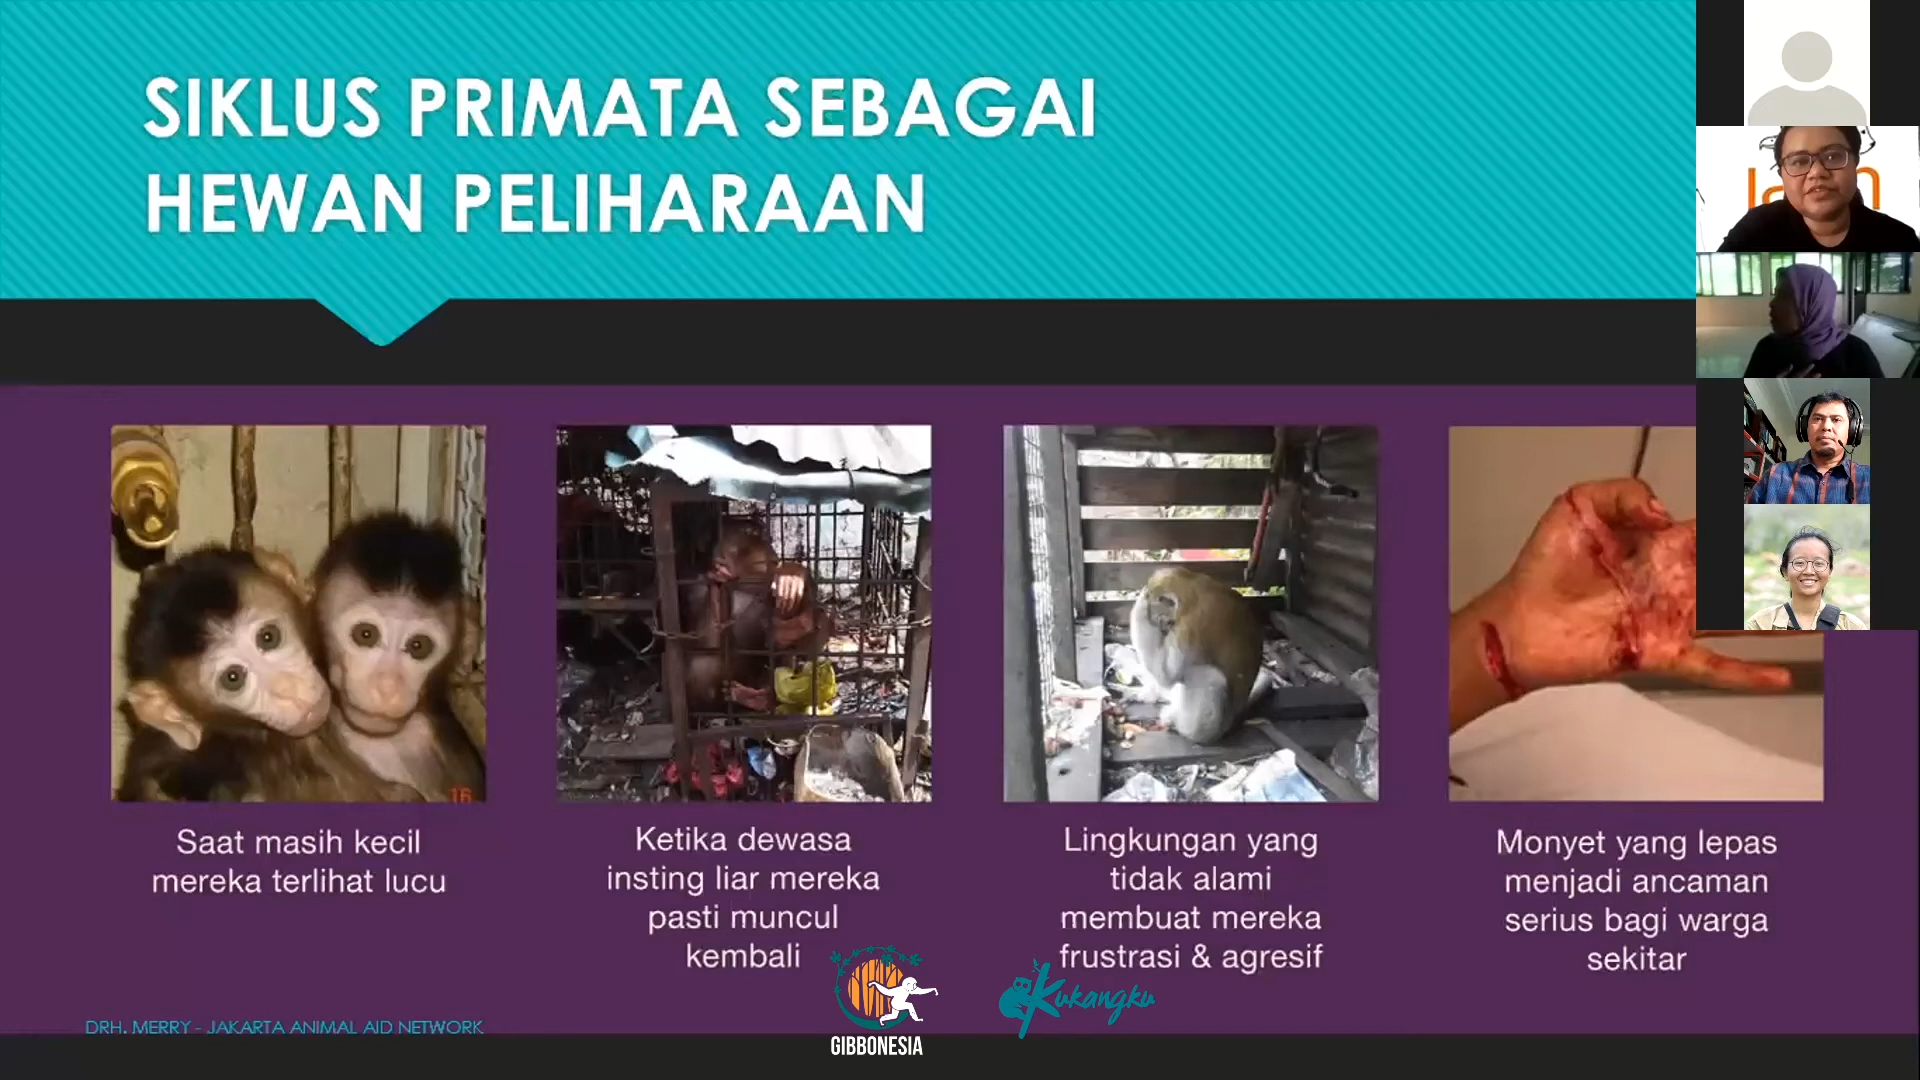 SIKLUS PRIMATA SEBAGAI
HEWAN PELIHARAAN
16
Saat masih kecil
mereka terlihat lucu
Ketika dewasa
insting liar mereka
pasti muncul
kembali
Lingkungan yang
tidak alami
membuat mereka
frustrasi & agresif
Monyet yang lepas
menjadi ancaman
serius bagi warga
sekitar
DRH. MERRY - JAKARTA ANIMAL AID NETWORK
GIBBONESIA
Kukangku